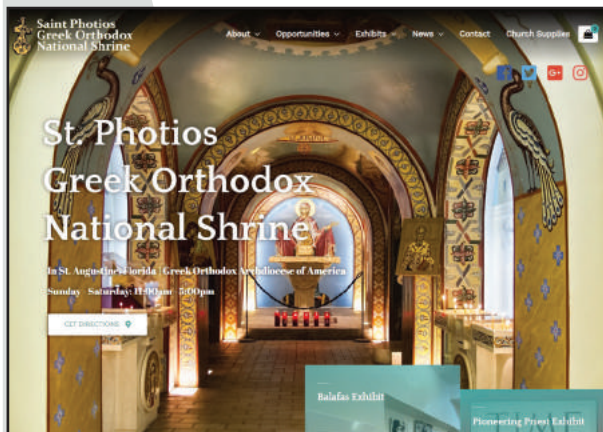 Saint Photios
Greek Orthodox
National Shrine
About
Opportunities
Exhibits
News
Contact
Church Supplies
G+
St. Photios
Greek Orthodox
National Shrine
In St. Augustine Florida | Greek Orthodox Archdiocese of America
Sunday - Saturday: 11:00am - 5:00pm
GET DIRECTIONS
Balafas Exhibit
Pioneering Priest Exhibit